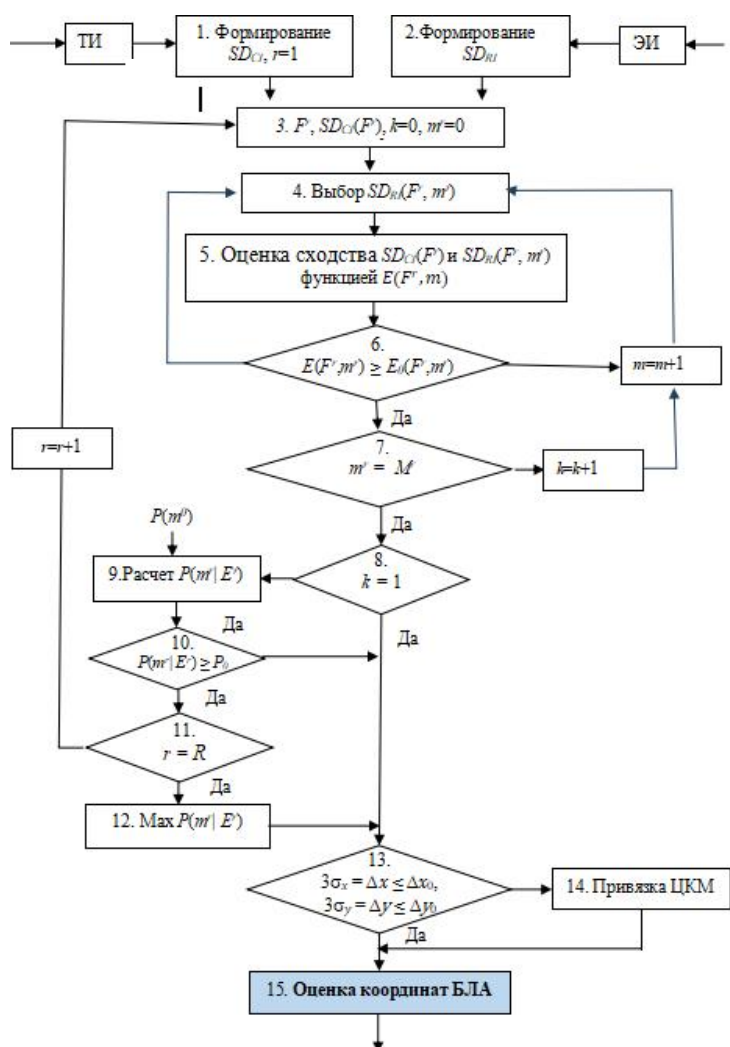 ТИ
1. Формирование
SD_CI, r=1
2.Формирование
SD_RI
ЭИ
3. F^r, SD_CI(F^r), k=0, m^r=0
4. Выбор SD_RI(F^r, m^r)
5. Оценка сходства SD_CI(F^r) и SD_RI(F^r, m^r)
функцией E(F^r, m)
6.
E(F^r,m^r) ≥ E_0(F^r,m^r)
m=m+1
Да
r=r+1
7.
m^r = M^r
k=k+1
Да
P(m^0)
8.
k = 1
9.Расчет P(m^r| E^r)
Да
Да
10.
P(m^r| E^r) ≥ P_0
Да
11.
r = R
Да
12. Max P(m^r| E^r)
13.
3σ_x = Δx ≤ Δx_0,
3σ_y = Δy ≤ Δy_0
14. Привязка ЦКМ
Да
15. Оценка координат БЛА